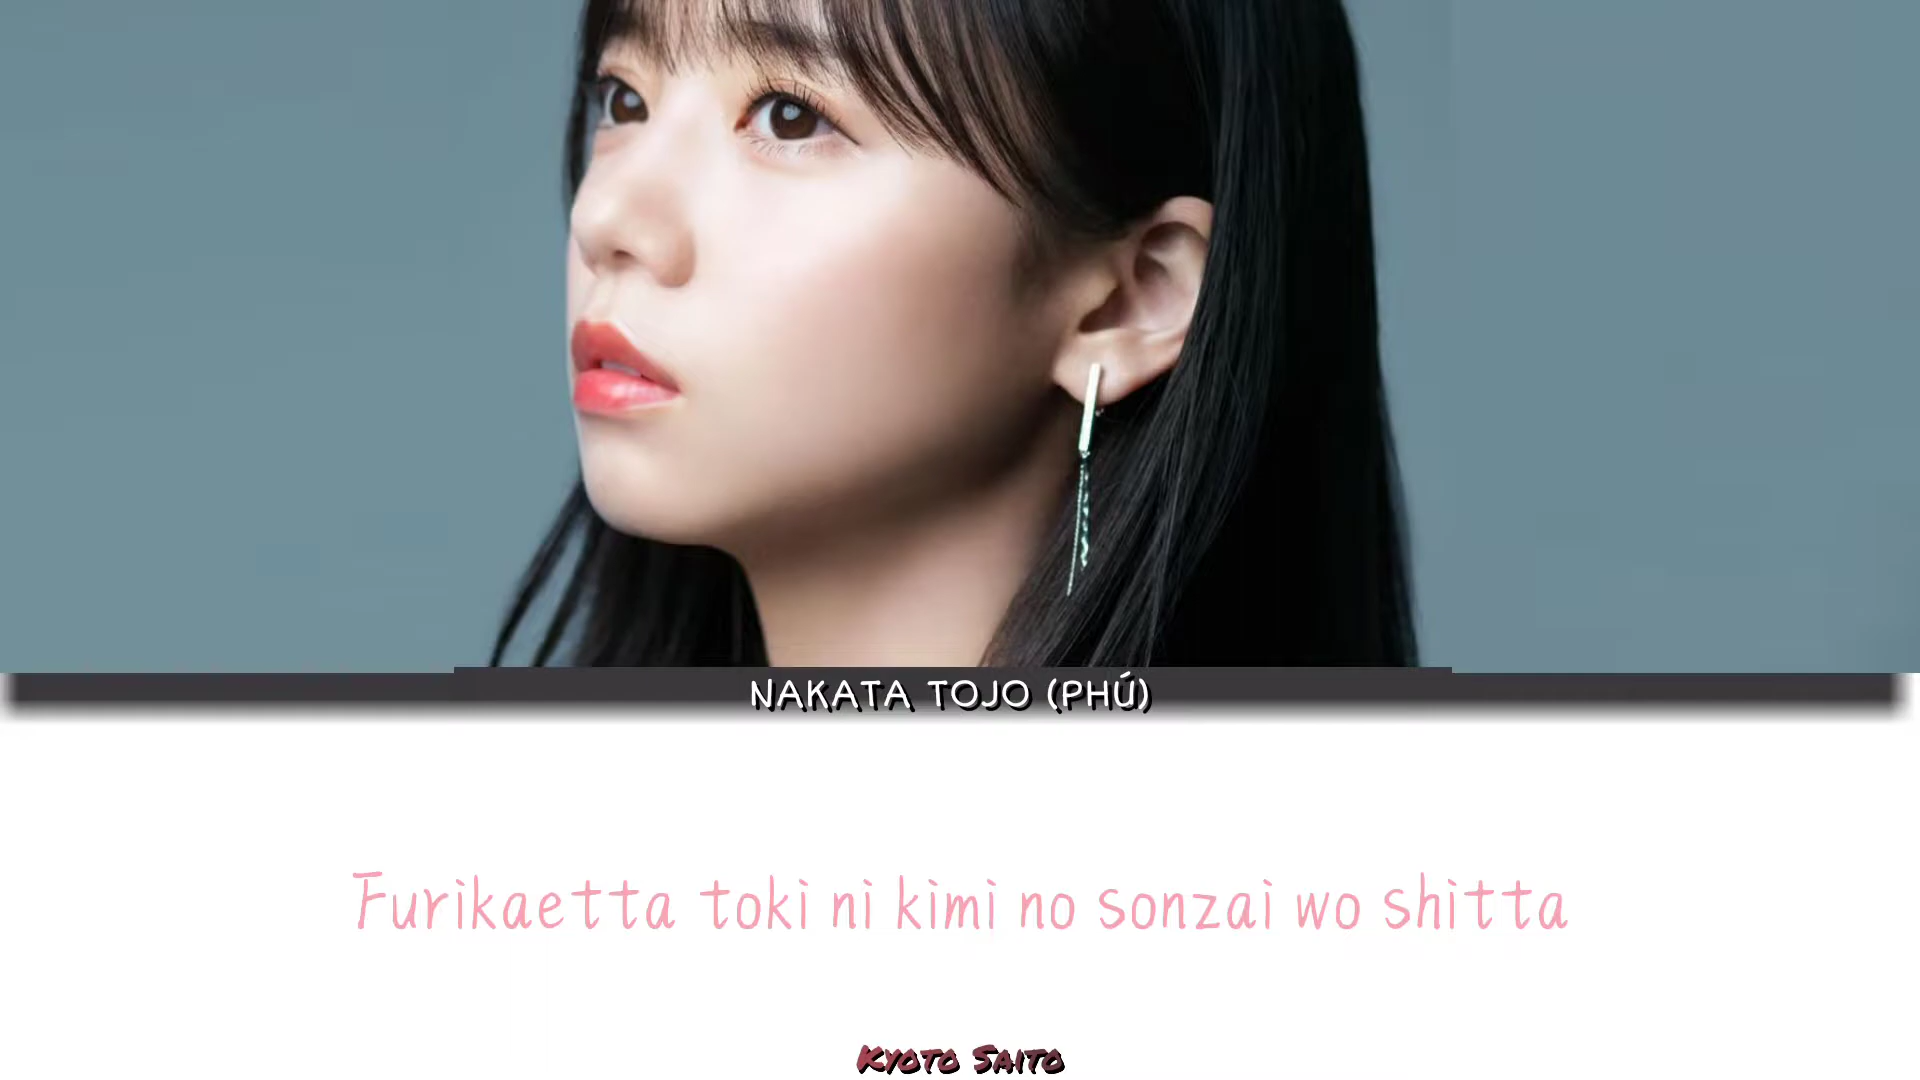 NAKATA TOJO (PHÚ)
Furikaetta toki ni kimi no sonzai wo shitta
Kyoto Saito